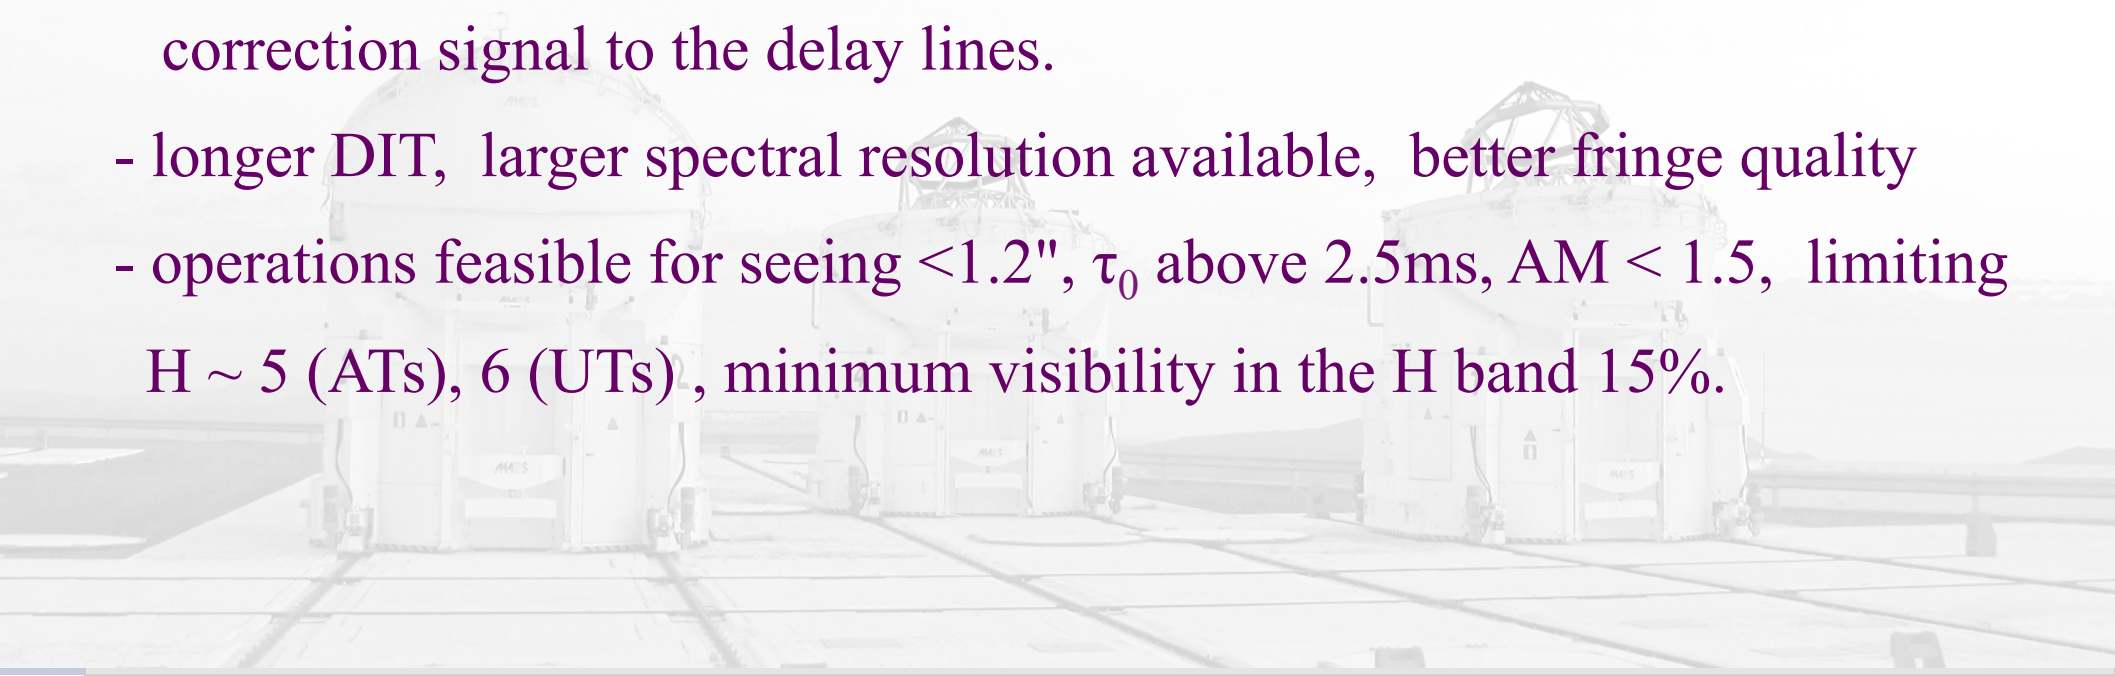 correction signal to the delay lines.
- longer DIT, larger spectral resolution available, better fringe quality
- operations feasible for seeing <1.2", τ₀ above 2.5ms, AM < 1.5, limiting
H ~ 5 (ATs), 6 (UTs) , minimum visibility in the H band 15%.